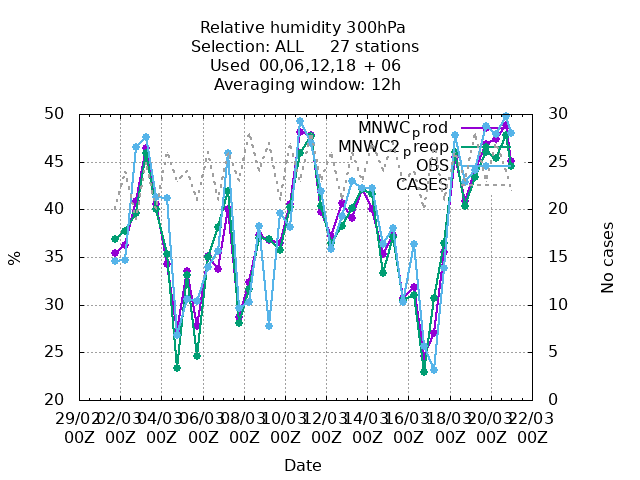 Relative humidity 300hPa
Selection: ALL 27 stations
Used 00,06,12,18 + 06
Averaging window: 12h
50 30
45 25
40 20
35 15
30 10
25 5
20 0
MNWC_prod
MNWC2_preop
OBS
CASES
%
No cases
29/02 02/03 04/03 06/03 08/03 10/03 12/03 14/03 16/03 18/03 20/03 22/03
00Z 00Z 00Z 00Z 00Z 00Z 00Z 00Z 00Z 00Z 00Z 00Z
Date